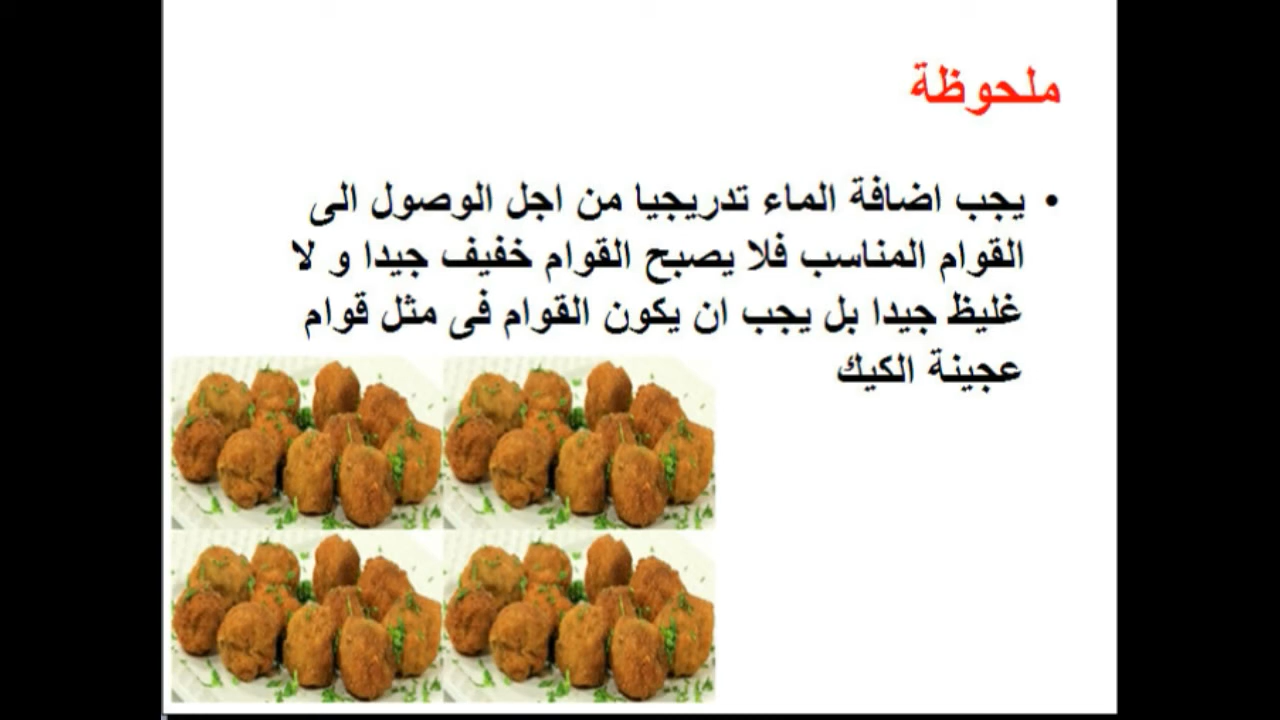 ملحوظة
• يجب اضافة الماء تدريجيا من اجل الوصول الى
القوام المناسب فلا يصبح القوام خفيف جيدا و لا
غليظ جيدا بل يجب ان يكون القوام فى مثل قوام
عجينة الكيك